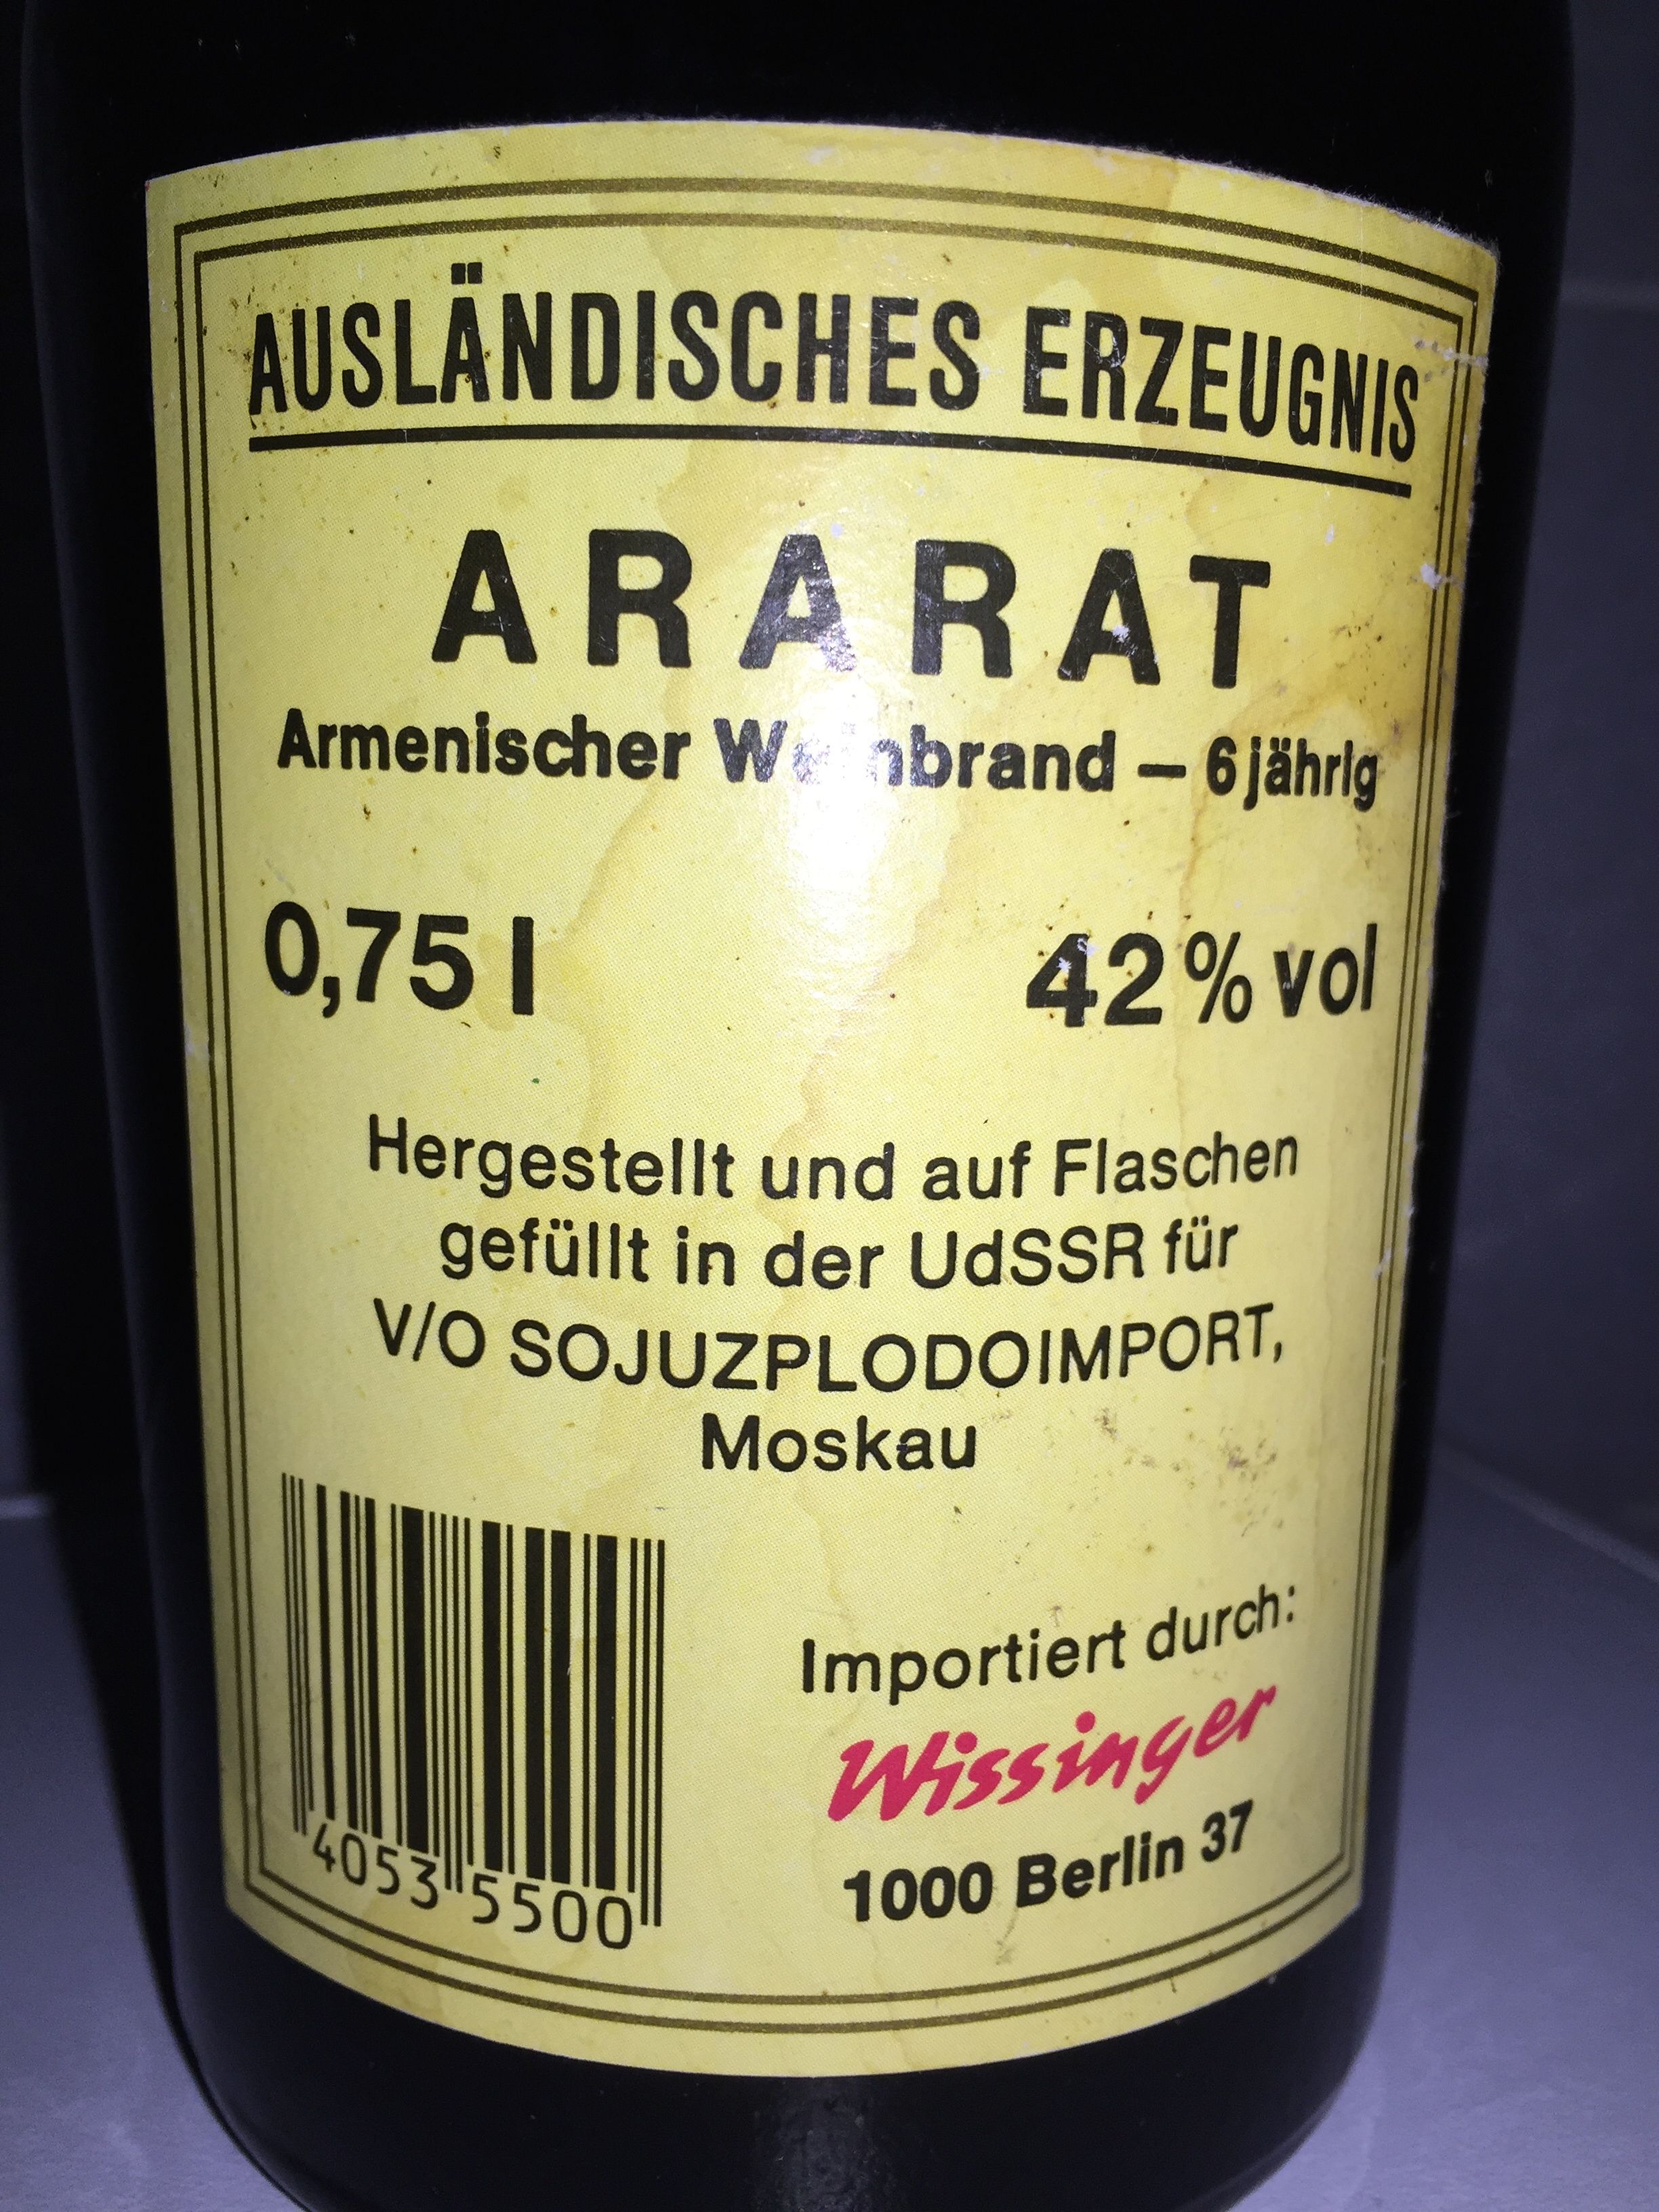 AUSLÄNDISCHES ERZEUGNIS
ARARAT
Armenischer Weinbrand – 6jährig
0,75 l 42 % vol
Hergestellt und auf Flaschen
gefüllt in der UdSSR für
V/O SOJUZPLODOIMPORT,
Moskau
Importiert durch:
Wissinger
1000 Berlin 37
4053 5500